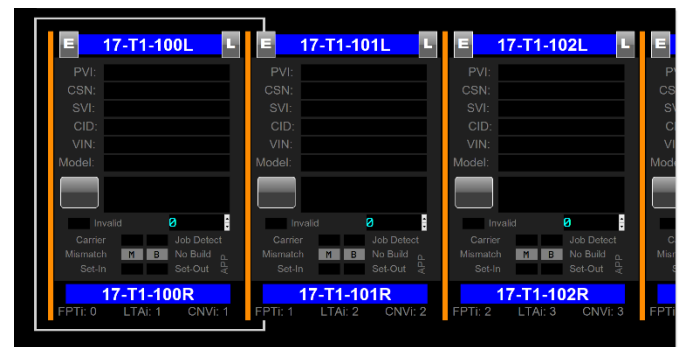 E 17-T1-100L L
PVI:
CSN:
SVI:
CID:
VIN:
Model:
Invalid 0
Carrier Job Detect
Mismatch M B No Build
Set-In Set-Out APP
17-T1-100R
FPTi: 0 LTAi: 1 CNVi: 1
E 17-T1-101L L
PVI:
CSN:
SVI:
CID:
VIN:
Model:
Invalid 0
Carrier Job Detect
Mismatch M B No Build
Set-In Set-Out APP
17-T1-101R
FPTi: 1 LTAi: 2 CNVi: 2
E 17-T1-102L L
PVI:
CSN:
SVI:
CID:
VIN:
Model:
Invalid 0
Carrier Job Detect
Mismatch M B No Build
Set-In Set-Out APP
17-T1-102R
FPTi: 2 LTAi: 3 CNVi: 3
E